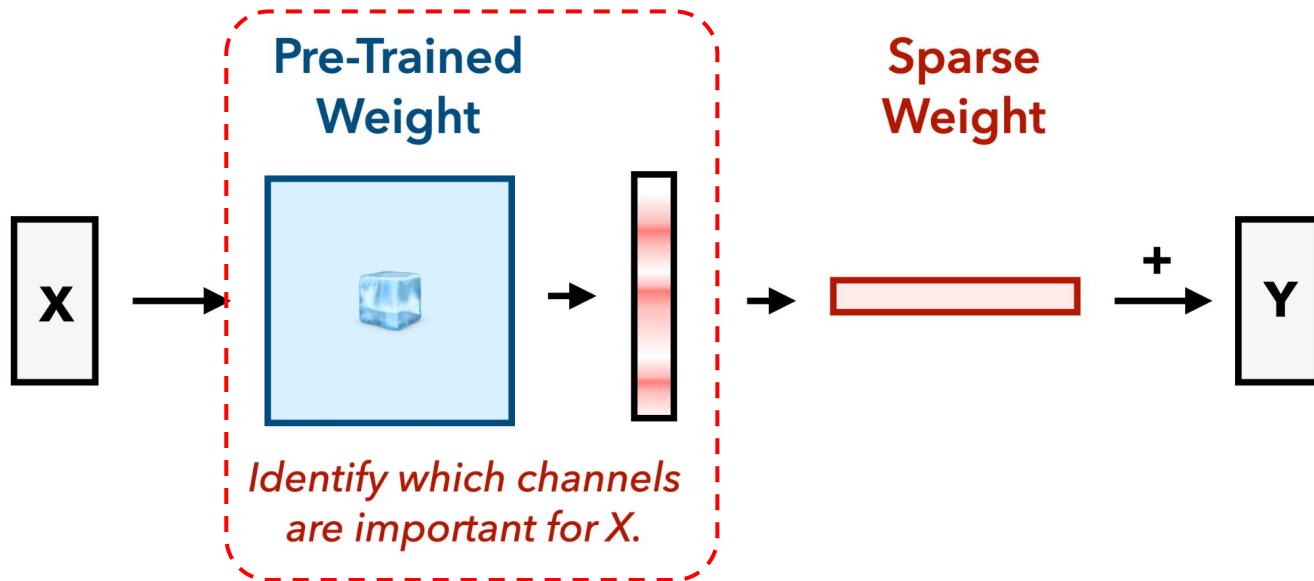 Pre-Trained
Weight
Sparse
Weight
X
+
Y
Identify which channels
are important for X.